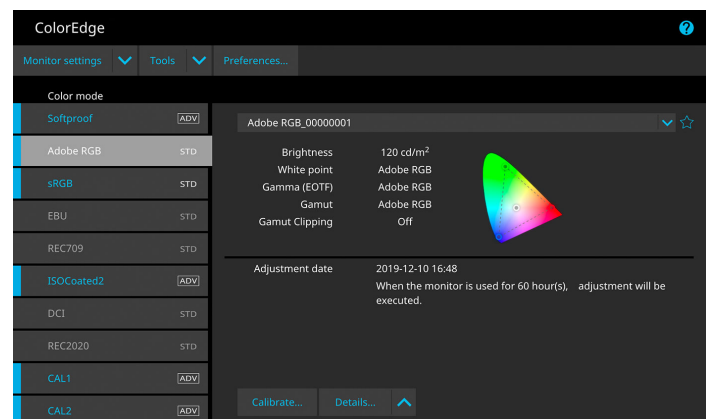 ColorEdge
?
Monitor settings Tools Preferences...
Color mode
Softproof ADV
Adobe RGB STD
sRGB STD
EBU STD
REC709 STD
ISOCoated2 ADV
DCI STD
REC2020 STD
CAL1 ADV
CAL2 ADV
Adobe RGB_00000001
Brightness 120 cd/m²
White point Adobe RGB
Gamma (EOTF) Adobe RGB
Gamut Adobe RGB
Gamut Clipping Off
Adjustment date 2019-12-10 16:48
When the monitor is used for 60 hour(s), adjustment will be
executed.
Calibrate... Details...